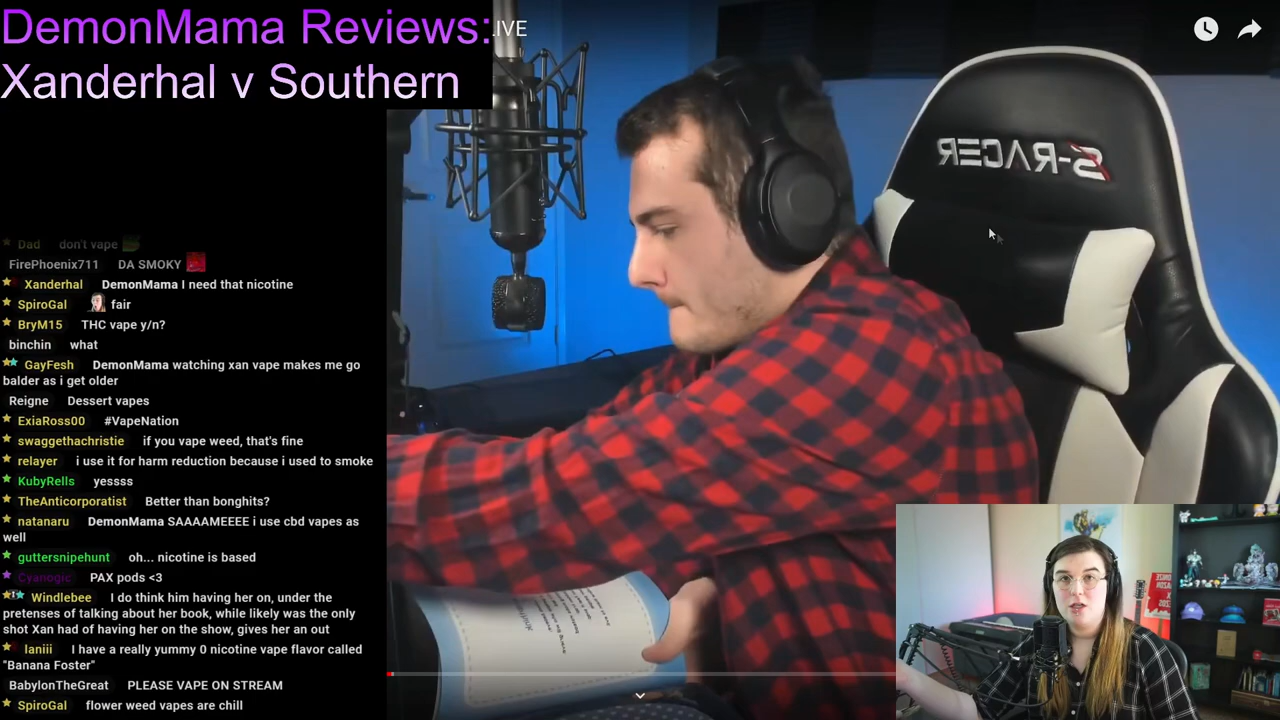 DemonMama Reviews:
Xanderhal v Southern
LIVE
S-RACER
Dad don't vape
FirePhoenix711 DA SMOKY
Xanderhal DemonMama I need that nicotine
SpiroGal fair
BryM15 THC vape y/n?
binchin what
GayFesh DemonMama watching xan vape makes me go
balder as i get older
Reigne Dessert vapes
ExiaRoss00 #VapeNation
swaggethachristie if you vape weed, that's fine
relayer i use it for harm reduction because i used to smoke
KubyRells yessss
TheAnticorporatist Better than bonghits?
natanaru DemonMama SAAAAMEEEE i use cbd vapes as
well
guttersnipehunt oh... nicotine is based
Cyanogic PAX pods <3
Windlebee I do think him having her on, under the
pretenses of talking about her book, while likely was the only
shot Xan had of having her on the show, gives her an out
laniii I have a really yummy 0 nicotine vape flavor called
"Banana Foster"
BabylonTheGreat PLEASE VAPE ON STREAM
SpiroGal flower weed vapes are chill